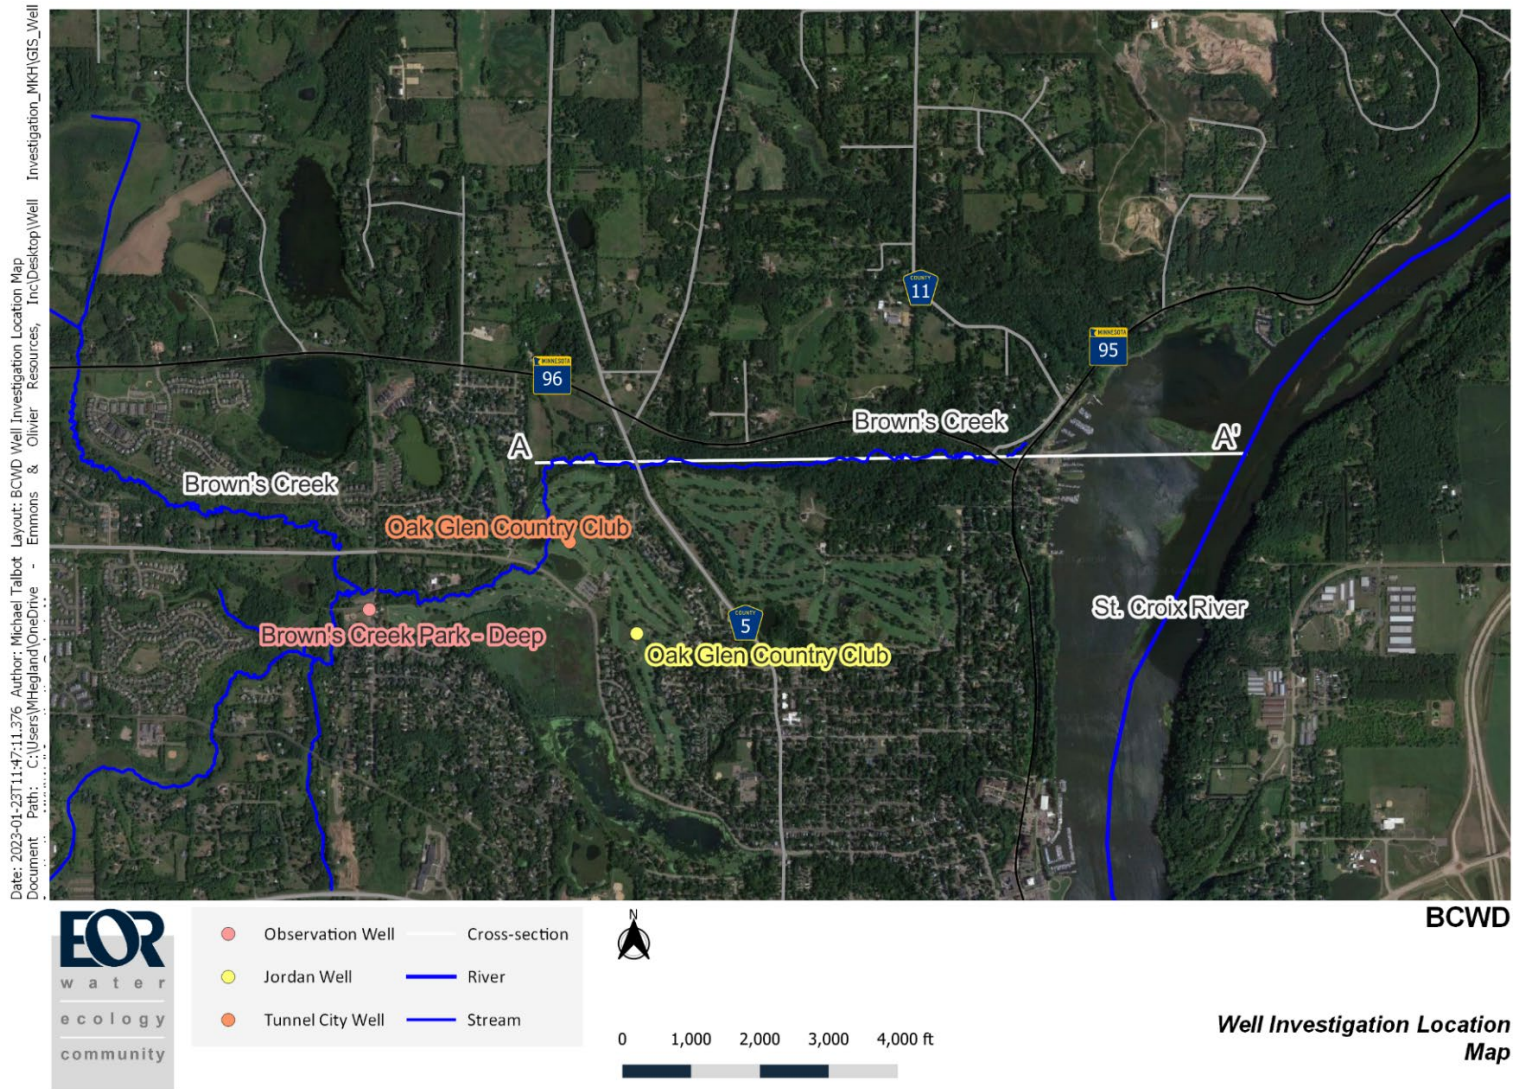 Date: 2023-01-23T11:47:11.376 Author: Michael Talbot Layout: BCWD Well Investigation Location Map
Document Path: C:\Users\MHegland\OneDrive - Emmons & Olivier Resources, Inc\Desktop\Well Investigation_MKH\GIS_Well
COUNTY
11
MINNESOTA
95
MINNESOTA
96
Brown's Creek
A
A'
Brown's Creek
Oak Glen Country Club
St. Croix River
COUNTY
5
Brown's Creek Park - Deep
Oak Glen Country Club
EOR
water
ecology
community
Observation Well
Cross-section
Jordan Well
River
Tunnel City Well
Stream
N
0 1,000 2,000 3,000 4,000 ft
BCWD
Well Investigation Location
Map